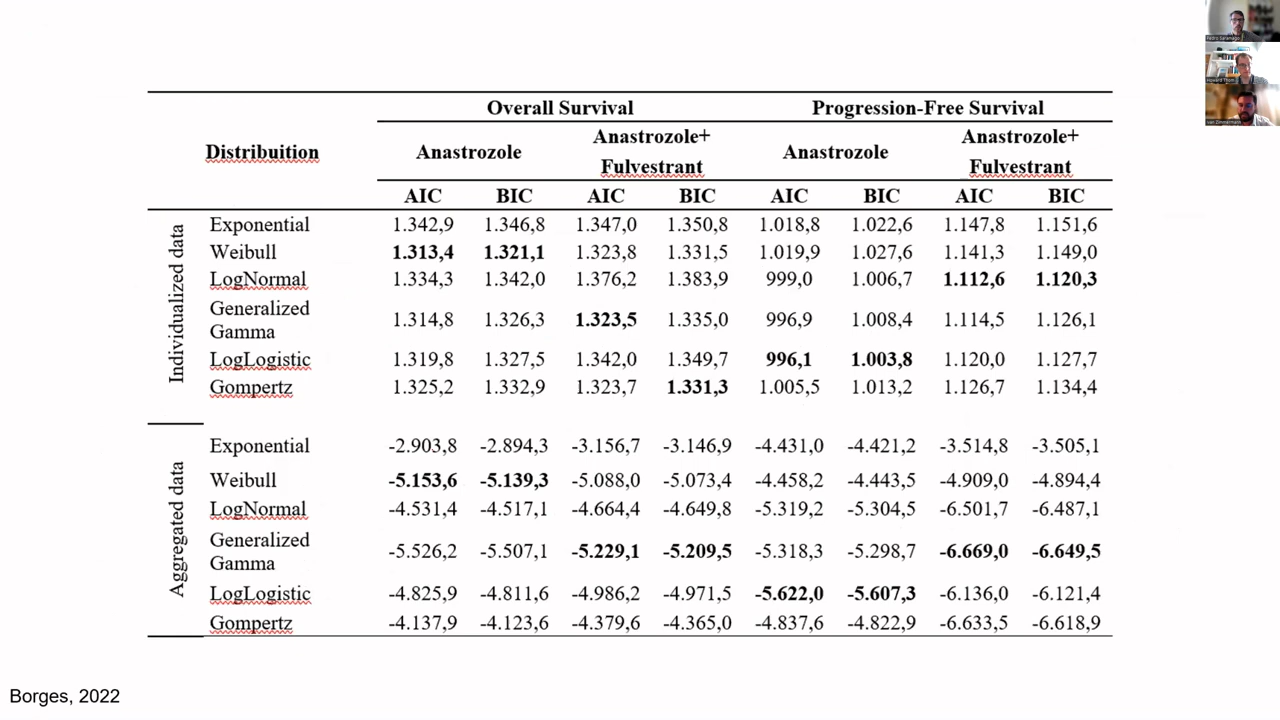 Overall Survival Progression-Free Survival
Distribuition Anastrozole Anastrozole+ Fulvestrant Anastrozole Anastrozole+ Fulvestrant
AIC BIC AIC BIC AIC BIC AIC BIC
Individualized data
Exponential 1.342,9 1.346,8 1.347,0 1.350,8 1.018,8 1.022,6 1.147,8 1.151,6
Weibull 1.313,4 1.321,1 1.323,8 1.331,5 1.019,9 1.027,6 1.141,3 1.149,0
LogNormal 1.334,3 1.342,0 1.376,2 1.383,9 999,0 1.006,7 1.112,6 1.120,3
Generalized Gamma 1.314,8 1.326,3 1.323,5 1.335,0 996,9 1.008,4 1.114,5 1.126,1
LogLogistic 1.319,8 1.327,5 1.342,0 1.349,7 996,1 1.003,8 1.120,0 1.127,7
Gompertz 1.325,2 1.332,9 1.323,7 1.331,3 1.005,5 1.013,2 1.126,7 1.134,4
Aggregated data
Exponential -2.903,8 -2.894,3 -3.156,7 -3.146,9 -4.431,0 -4.421,2 -3.514,8 -3.505,1
Weibull -5.153,6 -5.139,3 -5.088,0 -5.073,4 -4.458,2 -4.443,5 -4.909,0 -4.894,4
LogNormal -4.531,4 -4.517,1 -4.664,4 -4.649,8 -5.319,2 -5.304,5 -6.501,7 -6.487,1
Generalized Gamma -5.526,2 -5.507,1 -5.229,1 -5.209,5 -5.318,3 -5.298,7 -6.669,0 -6.649,5
LogLogistic -4.825,9 -4.811,6 -4.986,2 -4.971,5 -5.622,0 -5.607,3 -6.136,0 -6.121,4
Gompertz -4.137,9 -4.123,6 -4.379,6 -4.365,0 -4.837,6 -4.822,9 -6.633,5 -6.618,9
Borges, 2022